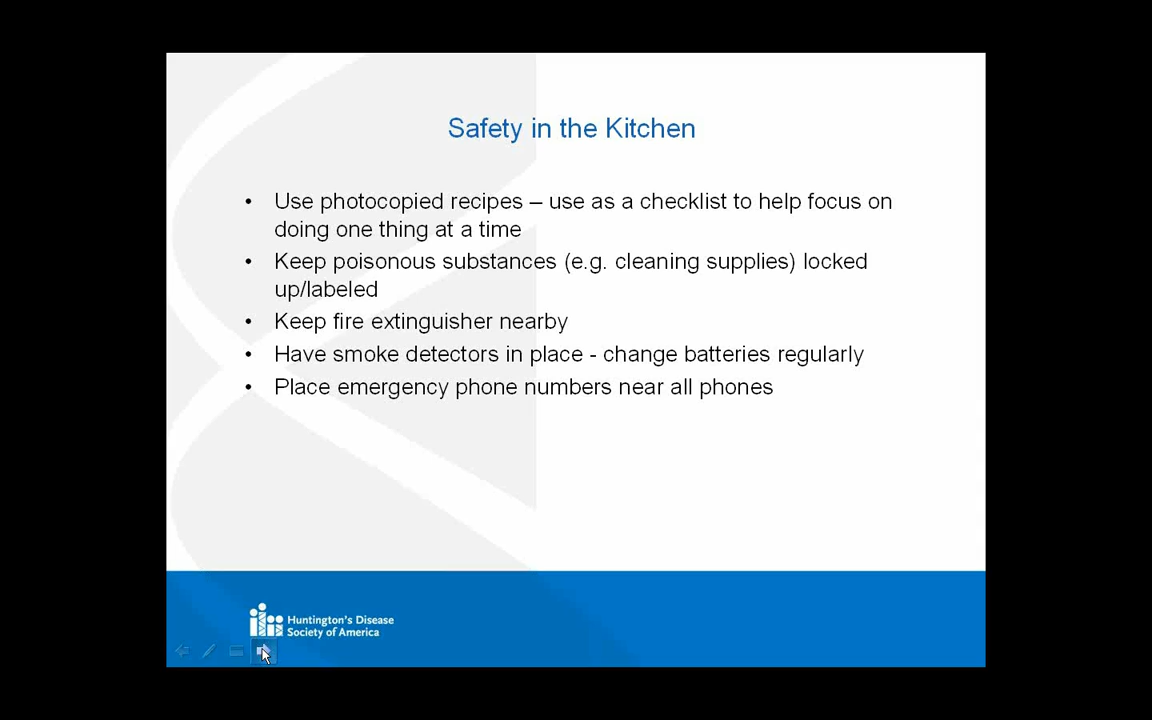 Safety in the Kitchen
• Use photocopied recipes – use as a checklist to help focus on
doing one thing at a time
• Keep poisonous substances (e.g. cleaning supplies) locked
up/labeled
• Keep fire extinguisher nearby
• Have smoke detectors in place - change batteries regularly
• Place emergency phone numbers near all phones
Huntington's Disease
Society of America